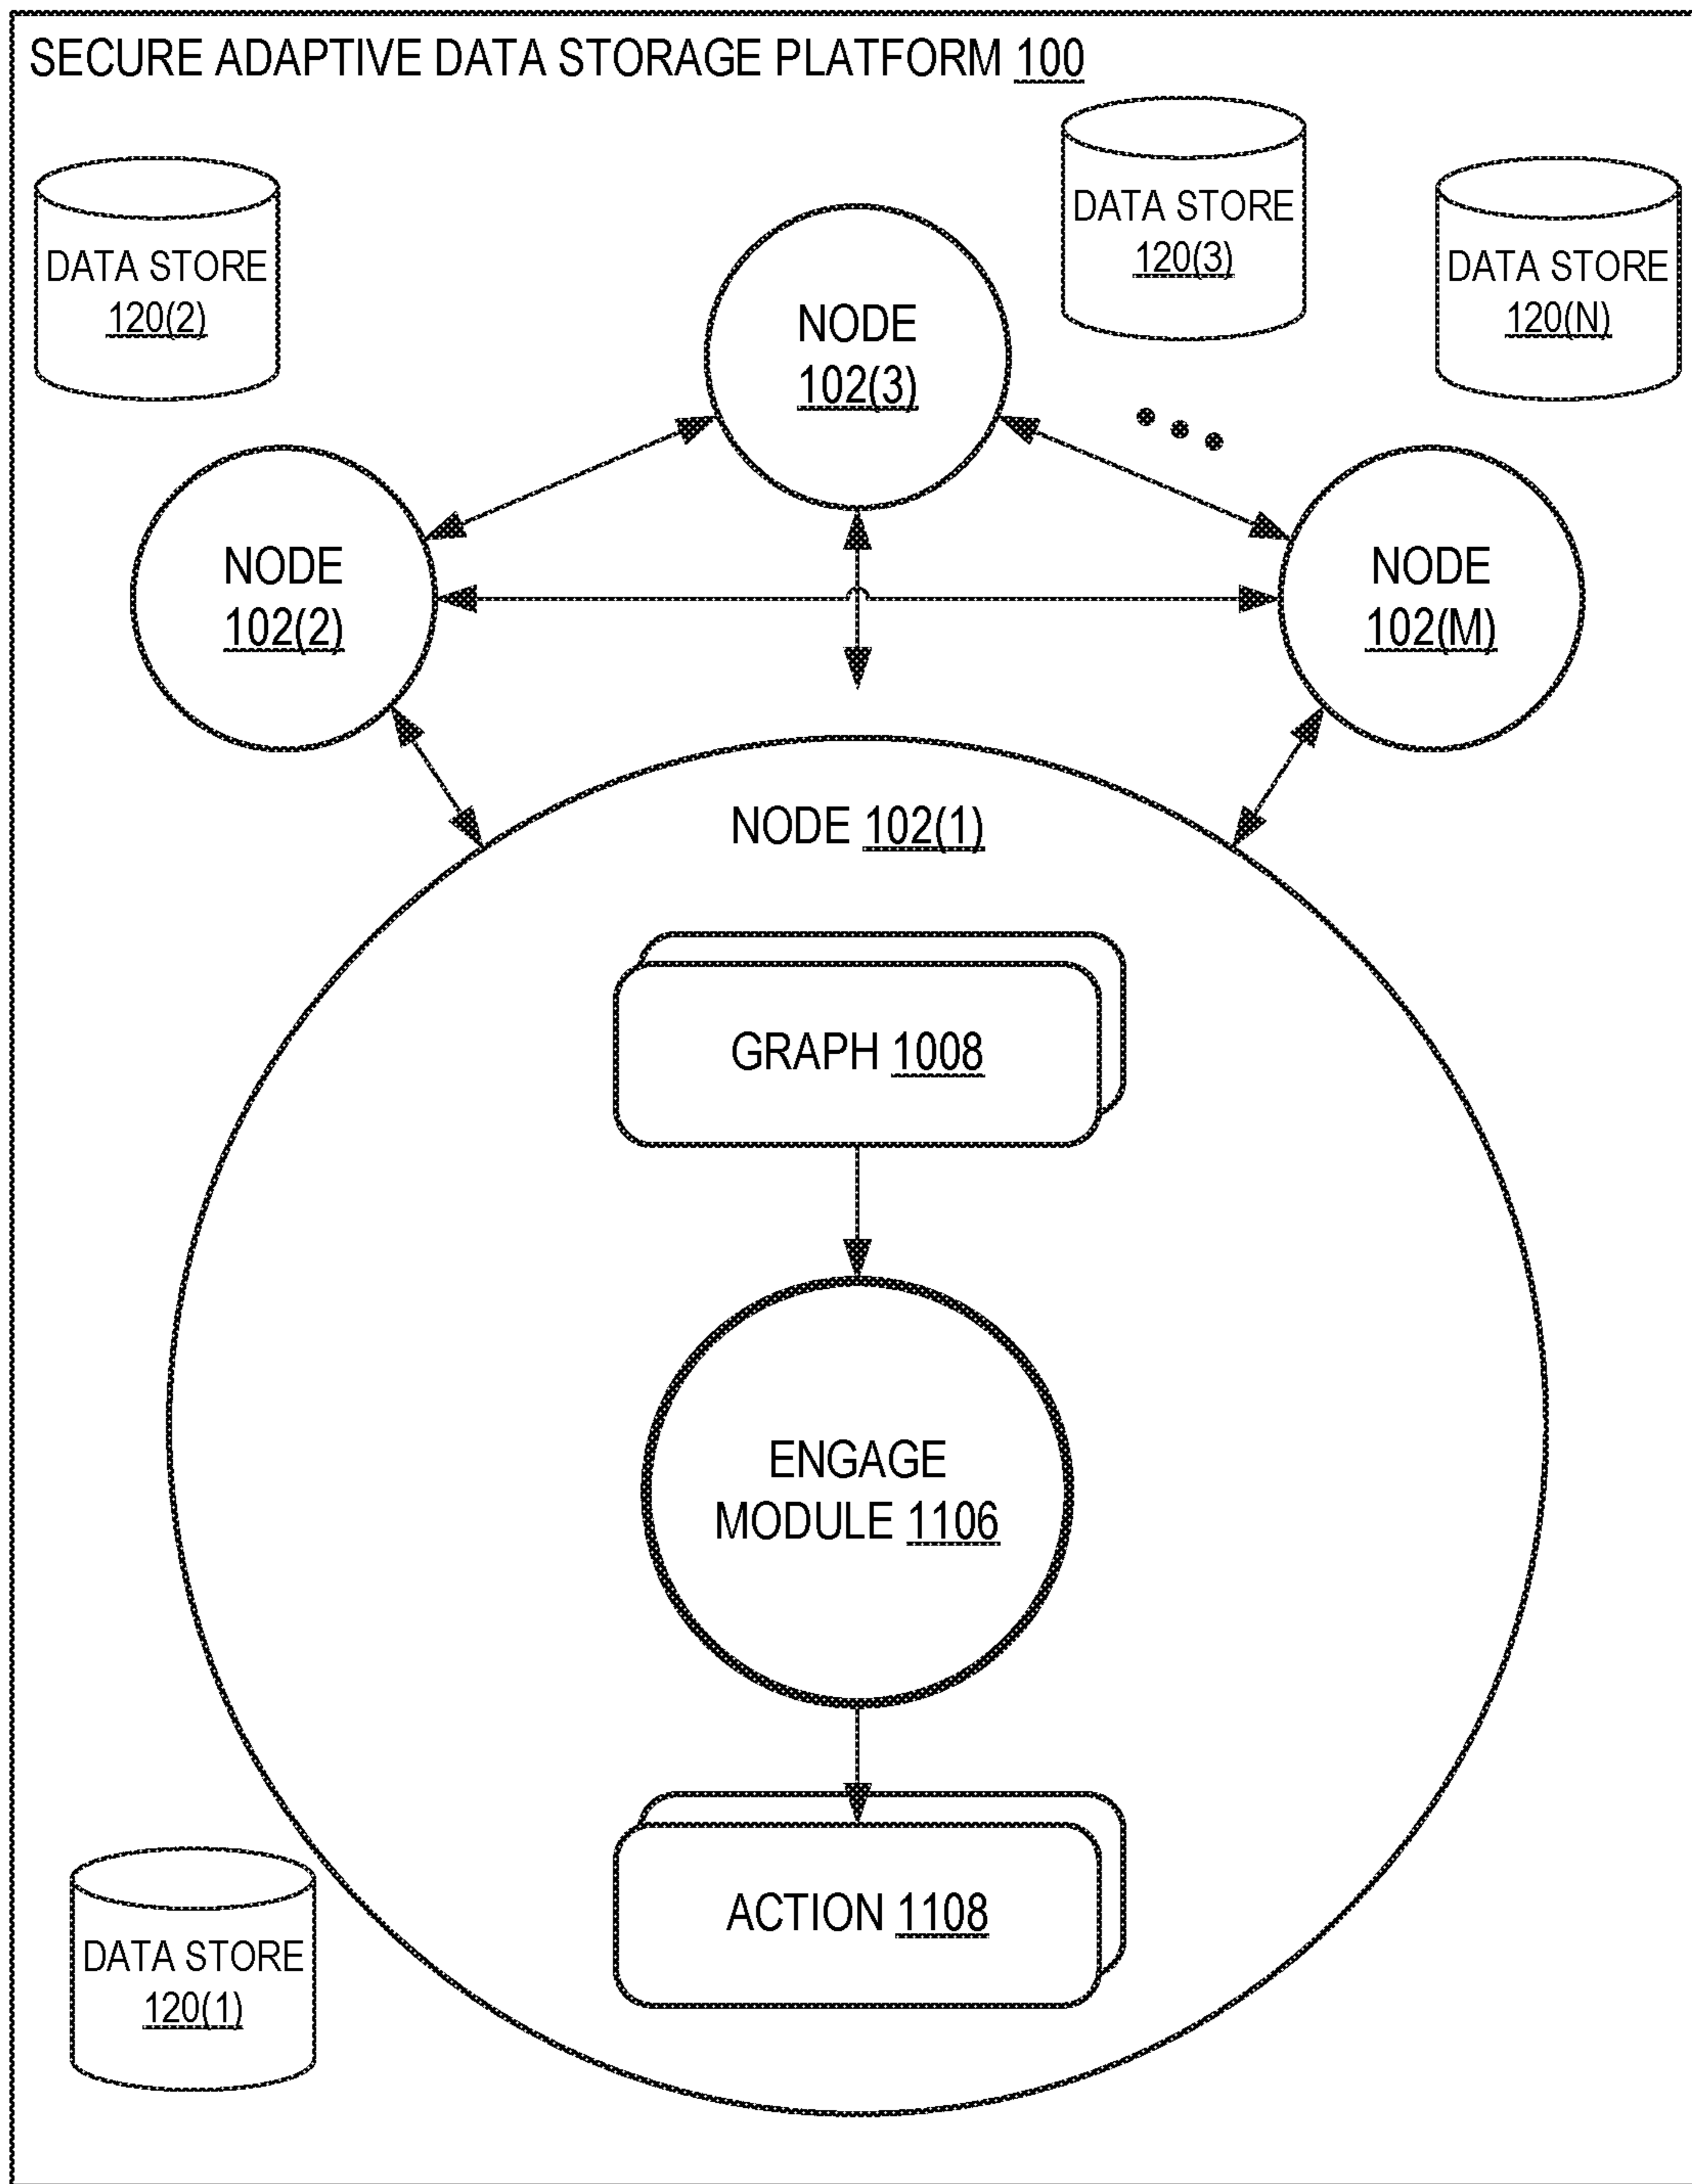 SECURE ADAPTIVE DATA STORAGE PLATFORM 100
DATA STORE
120(2)
NODE
102(3)
DATA STORE
120(3)
DATA STORE
120(N)
NODE
102(2)
NODE
102(M)
NODE 102(1)
GRAPH 1008
ENGAGE
MODULE 1106
ACTION 1108
DATA STORE
120(1)